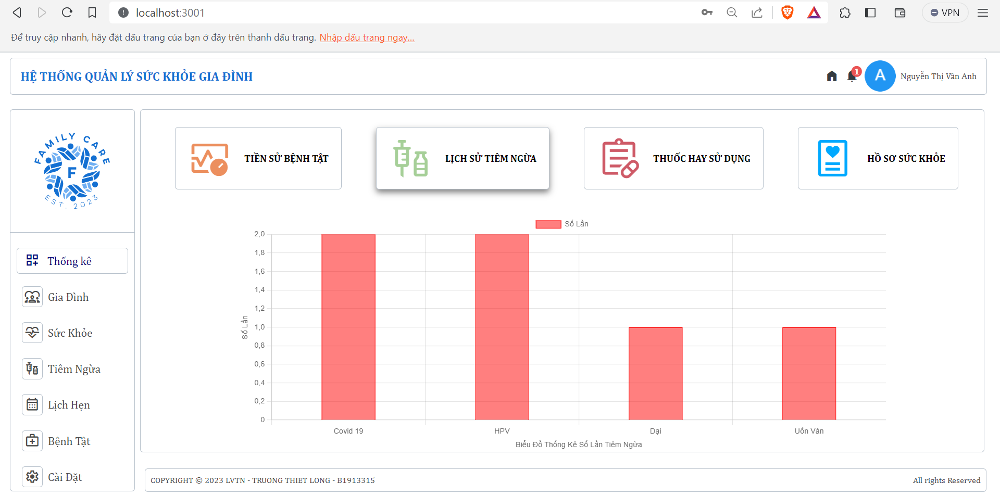 localhost:3001
VPN
Để truy cập nhanh, hãy đặt dấu trang của bạn ở đây trên thanh dấu trang. Nhập dấu trang ngay...
HỆ THỐNG QUẢN LÝ SỨC KHỎE GIA ĐÌNH
1
A
Nguyễn Thị Vân Anh
FAMILY CARE
F
EST. 2023
TIỀN SỬ BỆNH TẬT
LỊCH SỬ TIÊM NGỪA
THUỐC HAY SỬ DỤNG
HỒ SƠ SỨC KHỎE
Thống kê
Gia Đình
Sức Khỏe
Tiêm Ngừa
Lịch Hẹn
Bệnh Tật
Cài Đặt
Số Lần
2,0
1,8
1,6
1,4
1,2
1,0
0,8
0,6
0,4
0,2
0
Số Lần
Covid 19
HPV
Dại
Uốn Ván
Biểu Đồ Thống Kê Số Lần Tiêm Ngừa
COPYRIGHT © 2023 LVTN - TRUONG THIET LONG - B1913315
All rights Reserved